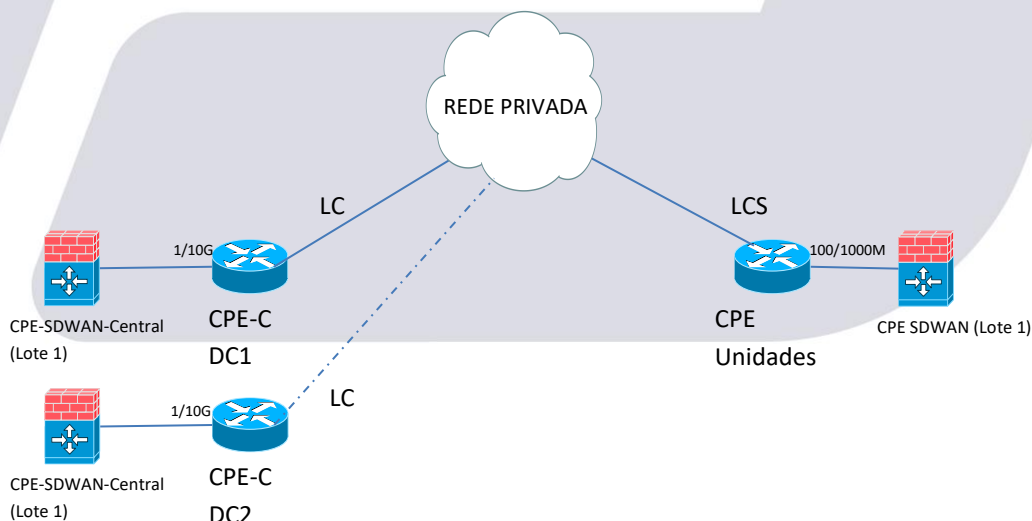 REDE PRIVADA
LC
LCS
1/10G
100/1000M
CPE-SDWAN-Central
(Lote 1)
CPE-C
DC1
CPE
Unidades
CPE SDWAN (Lote 1)
LC
1/10G
CPE-SDWAN-Central
(Lote 1)
CPE-C
DC2